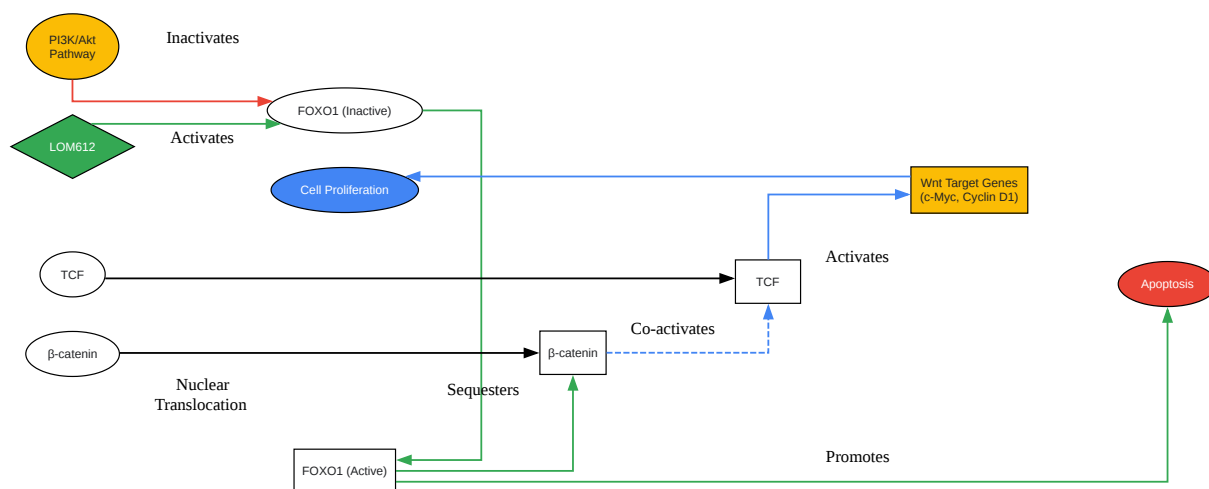 PI3K/Akt
Pathway
Inactivates
FOXO1 (Inactive)
LOM612
Activates
Cell Proliferation
Wnt Target Genes
(c-Myc, Cyclin D1)
TCF
TCF
Activates
Apoptosis
β-catenin
β-catenin
Co-activates
Nuclear
Translocation
Sequesters
FOXO1 (Active)
Promotes